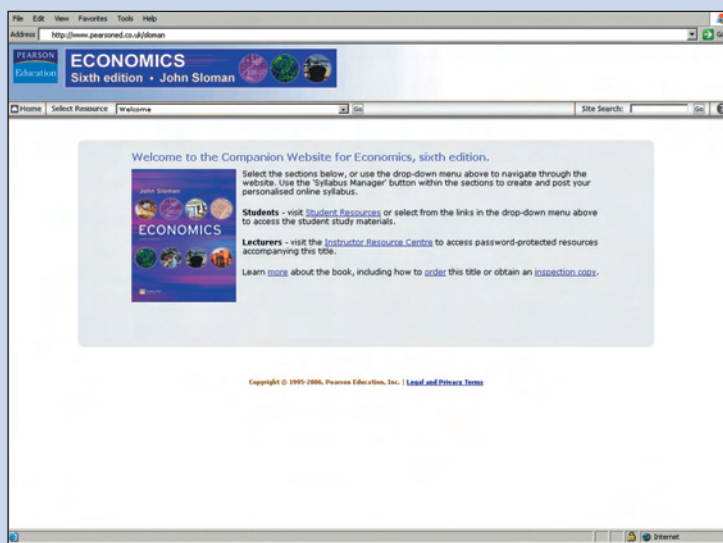 File Edit View Favorites Tools Help
Address http://www.pearsoned.co.uk/sloman Go
PEARSON
Education
ECONOMICS
Sixth edition • John Sloman
Home Select Resource Welcome Go Site Search: Go
Welcome to the Companion Website for Economics, sixth edition.
John Sloman
ECONOMICS
Select the sections below, or use the drop-down menu above to navigate through the
website. Use the 'Syllabus Manager' button within the sections to create and post your
personalised online syllabus.
Students - visit Student Resources or select from the links in the drop-down menu above
to access the student study materials.
Lecturers - visit the Instructor Resource Centre to access password-protected resources
accompanying this title.
Learn more about the book, including how to order this title or obtain an inspection copy.
Copyright © 1995-2006, Pearson Education, Inc. | Legal and Privacy Terms
Internet